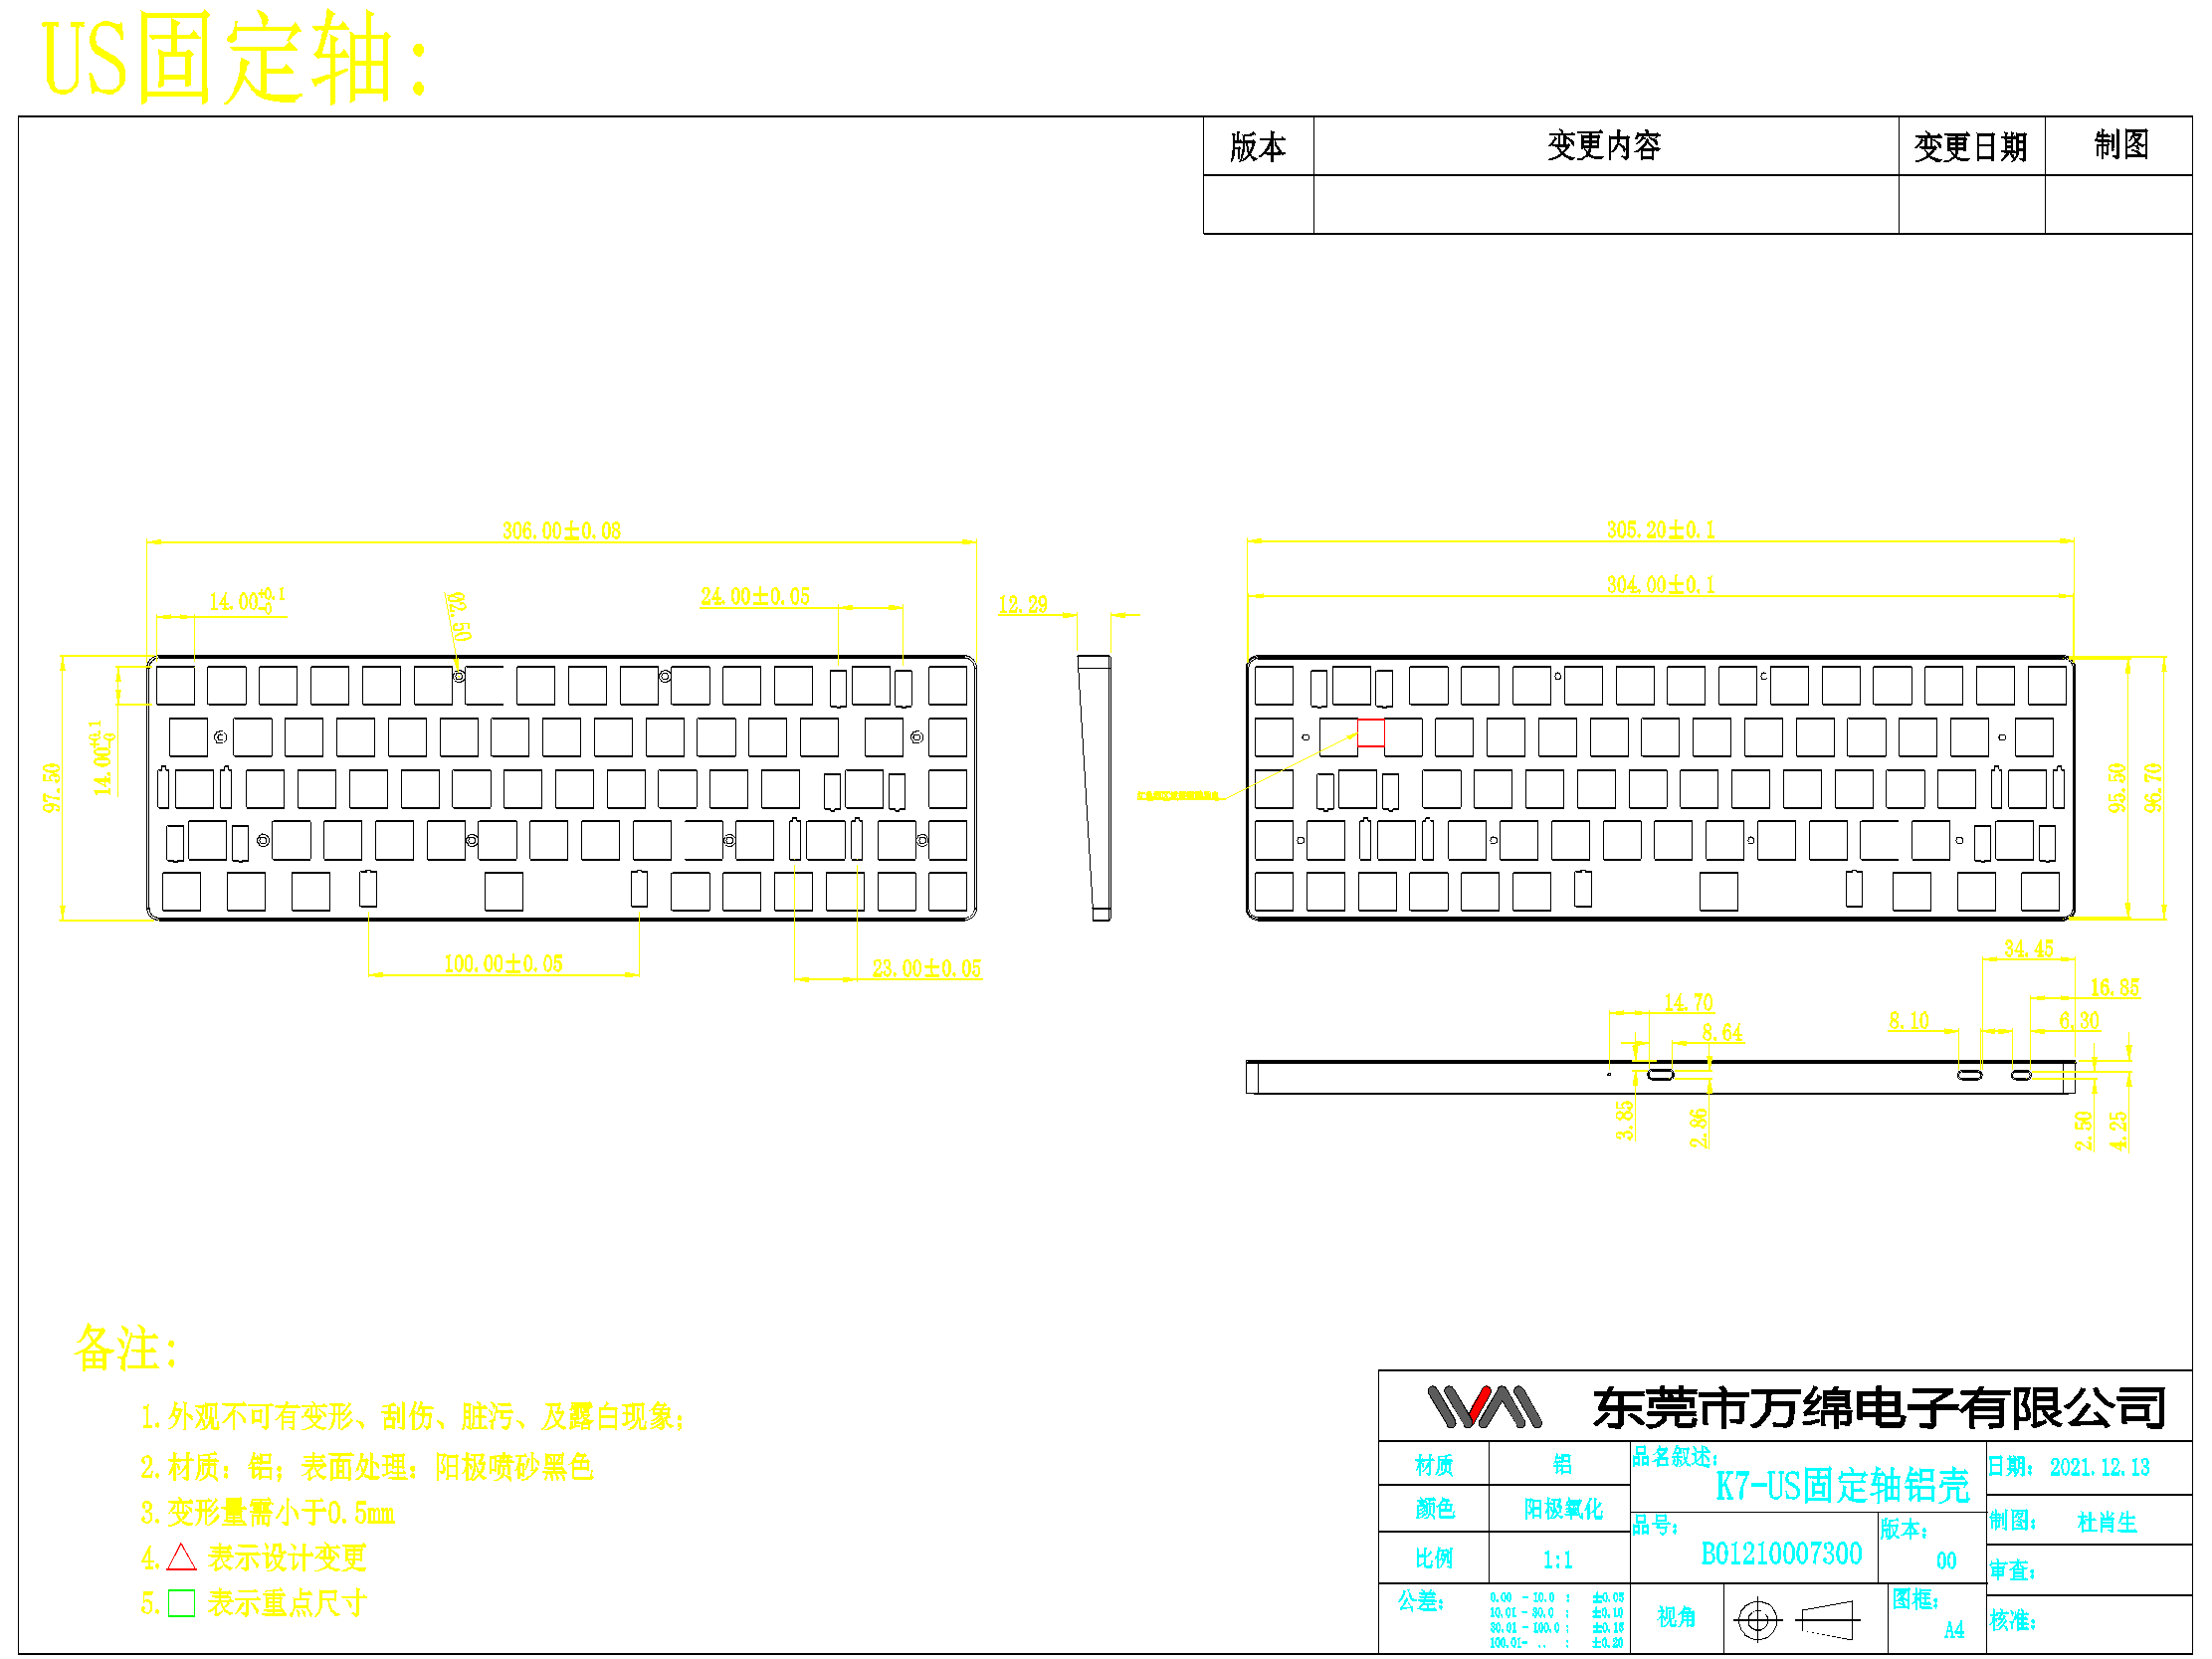 US固定轴:
版本 变更内容 变更日期 制图
306.00±0.08
305.20±0.1
304.00±0.1
14.00+0.1 -0
Ø2.50
24.00±0.05
12.29
14.00+0.1 -0
97.50
95.50
96.70
100.00±0.05
23.00±0.05
34.45
16.85
14.70
8.10
6.30
8.64
3.85
2.86
2.50
4.25
备注:
1.外观不可有变形、刮伤、脏污、及露白现象;
2.材质: 铝; 表面处理: 阳极喷砂黑色
3.变形量需小于0.5mm
4. 表示设计变更
5. 表示重点尺寸
东莞市万绵电子有限公司
材质 铝
品名叙述:
K7-US固定轴铝壳
日期: 2021.12.13
颜色 阳极氧化
品号:
B01210007300
版本:
00
制图: 杜肖生
比例 1:1
审查:
公差:
0.00 - 10.0 : ±0.05
10.01 - 30.0 : ±0.10
30.01 - 100.0 : ±0.15
100.01- .. : ±0.20
视角
图框:
A4
核准: